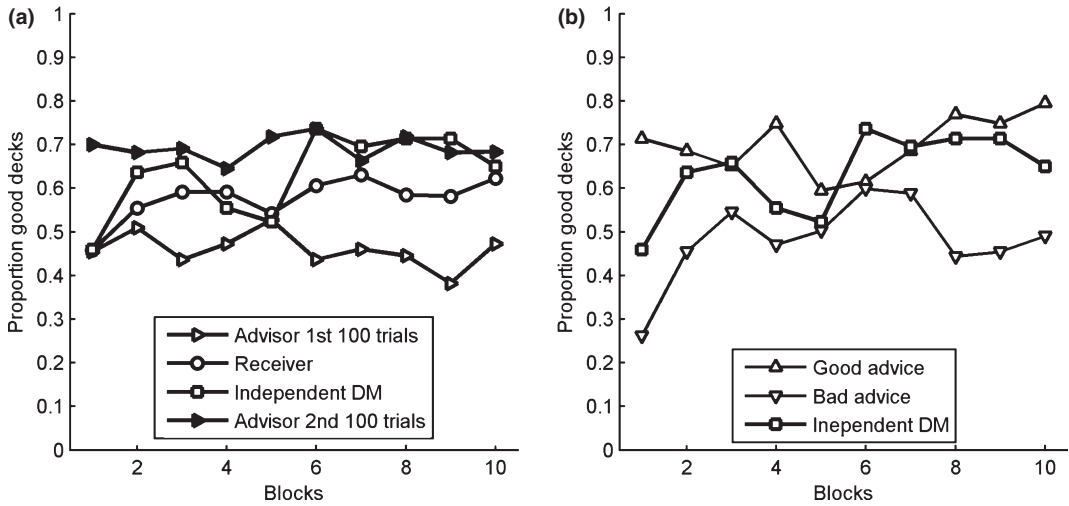 (a)
Proportion good decks
1
0.9
0.8
0.7
0.6
0.5
0.4
0.3
0.2
0.1
0
2 4 6 8 10
Blocks
Advisor 1st 100 trials
Receiver
Independent DM
Advisor 2nd 100 trials
(b)
Proportion good decks
1
0.9
0.8
0.7
0.6
0.5
0.4
0.3
0.2
0.1
0
2 4 6 8 10
Blocks
Good advice
Bad advice
Inependent DM